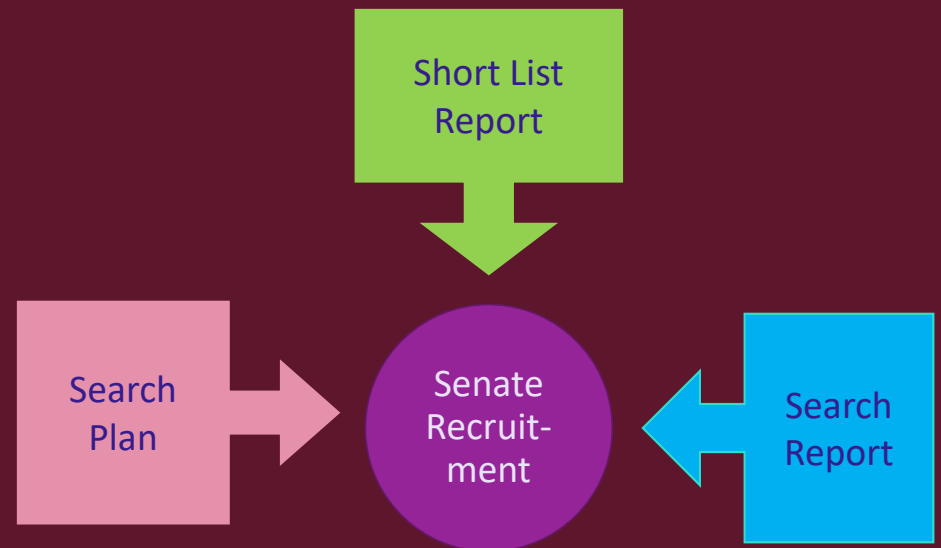 Short List
Report
Search
Plan
Senate
Recruit-
ment
Search
Report